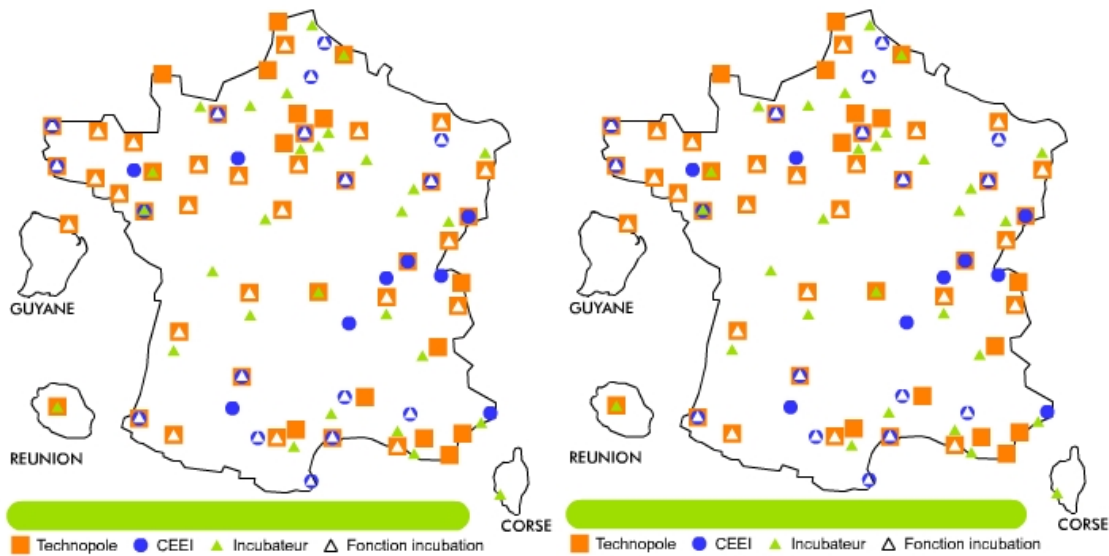 GUYANE
REUNION
CORSE
Technopole CEEI Incubateur Fonction incubation
GUYANE
REUNION
CORSE
Technopole CEEI Incubateur Fonction incubation